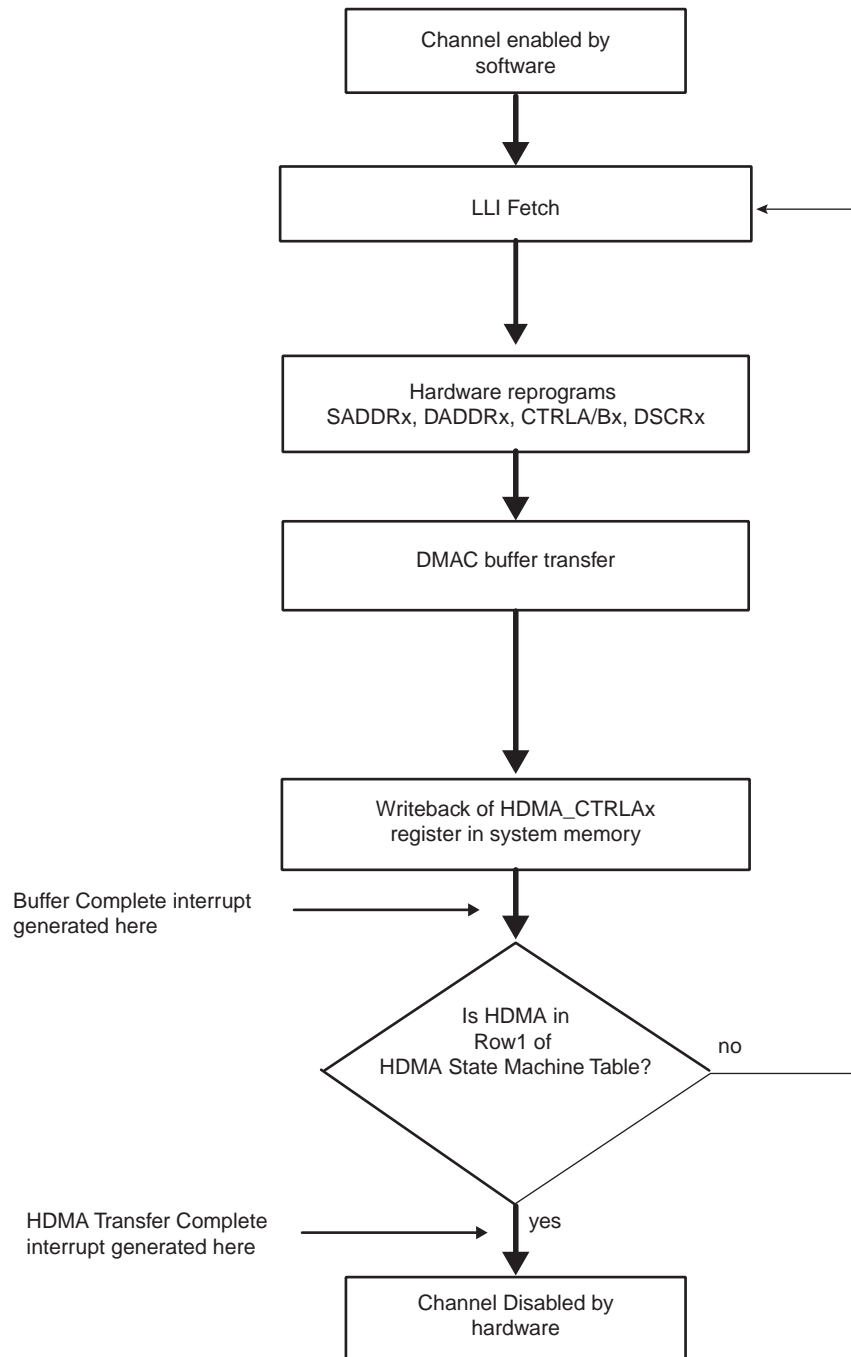 Channel enabled by
software
LLI Fetch
Hardware reprograms
SADDRx, DADDRx, CTRLA/Bx, DSCRx
DMAC buffer transfer
Writeback of HDMA_CTRLAx
register in system memory
Buffer Complete interrupt
generated here
Is HDMA in
Row1 of
HDMA State Machine Table?
no
HDMA Transfer Complete
interrupt generated here
yes
Channel Disabled by
hardware